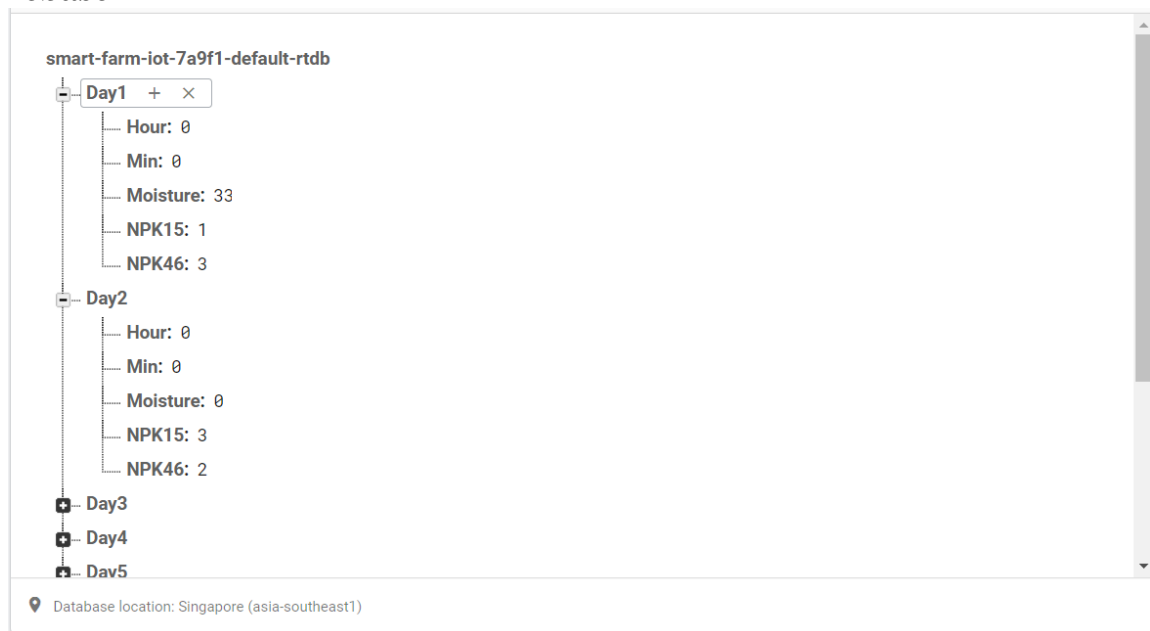 smart-farm-iot-7a9f1-default-rtdb
Day1 + ×
Hour: 0
Min: 0
Moisture: 33
NPK15: 1
NPK46: 3
Day2
Hour: 0
Min: 0
Moisture: 0
NPK15: 3
NPK46: 2
Day3
Day4
Day5
Database location: Singapore (asia-southeast1)